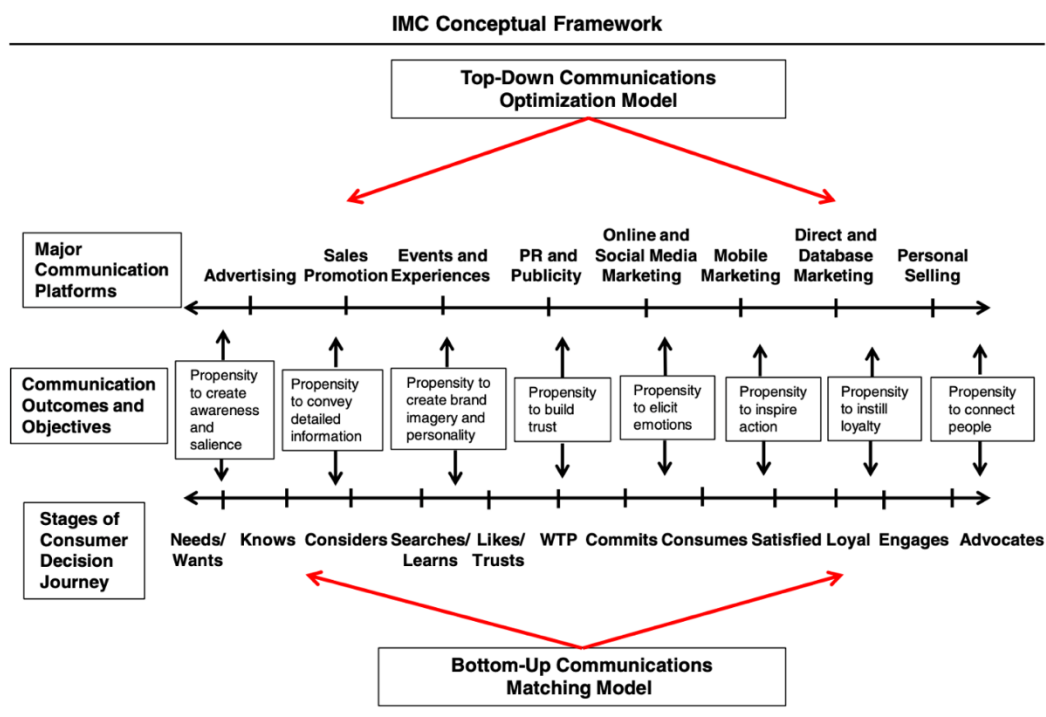 IMC Conceptual Framework
Top-Down Communications
Optimization Model
Major
Communication
Platforms
Advertising
Sales
Promotion
Events and
Experiences
PR and
Publicity
Online and
Social Media
Marketing
Mobile
Marketing
Direct and
Database
Marketing
Personal
Selling
Communication
Outcomes and
Objectives
Propensity
to create
awareness
and
salience
Propensity
to convey
detailed
information
Propensity to
create brand
imagery and
personality
Propensity
to build
trust
Propensity
to elicit
emotions
Propensity
to inspire
action
Propensity
to instill
loyalty
Propensity
to connect
people
Stages of
Consumer
Decision
Journey
Needs/
Wants
Knows
Considers
Searches/
Learns
Likes/
Trusts
WTP
Commits
Consumes
Satisfied
Loyal
Engages
Advocates
Bottom-Up Communications
Matching Model